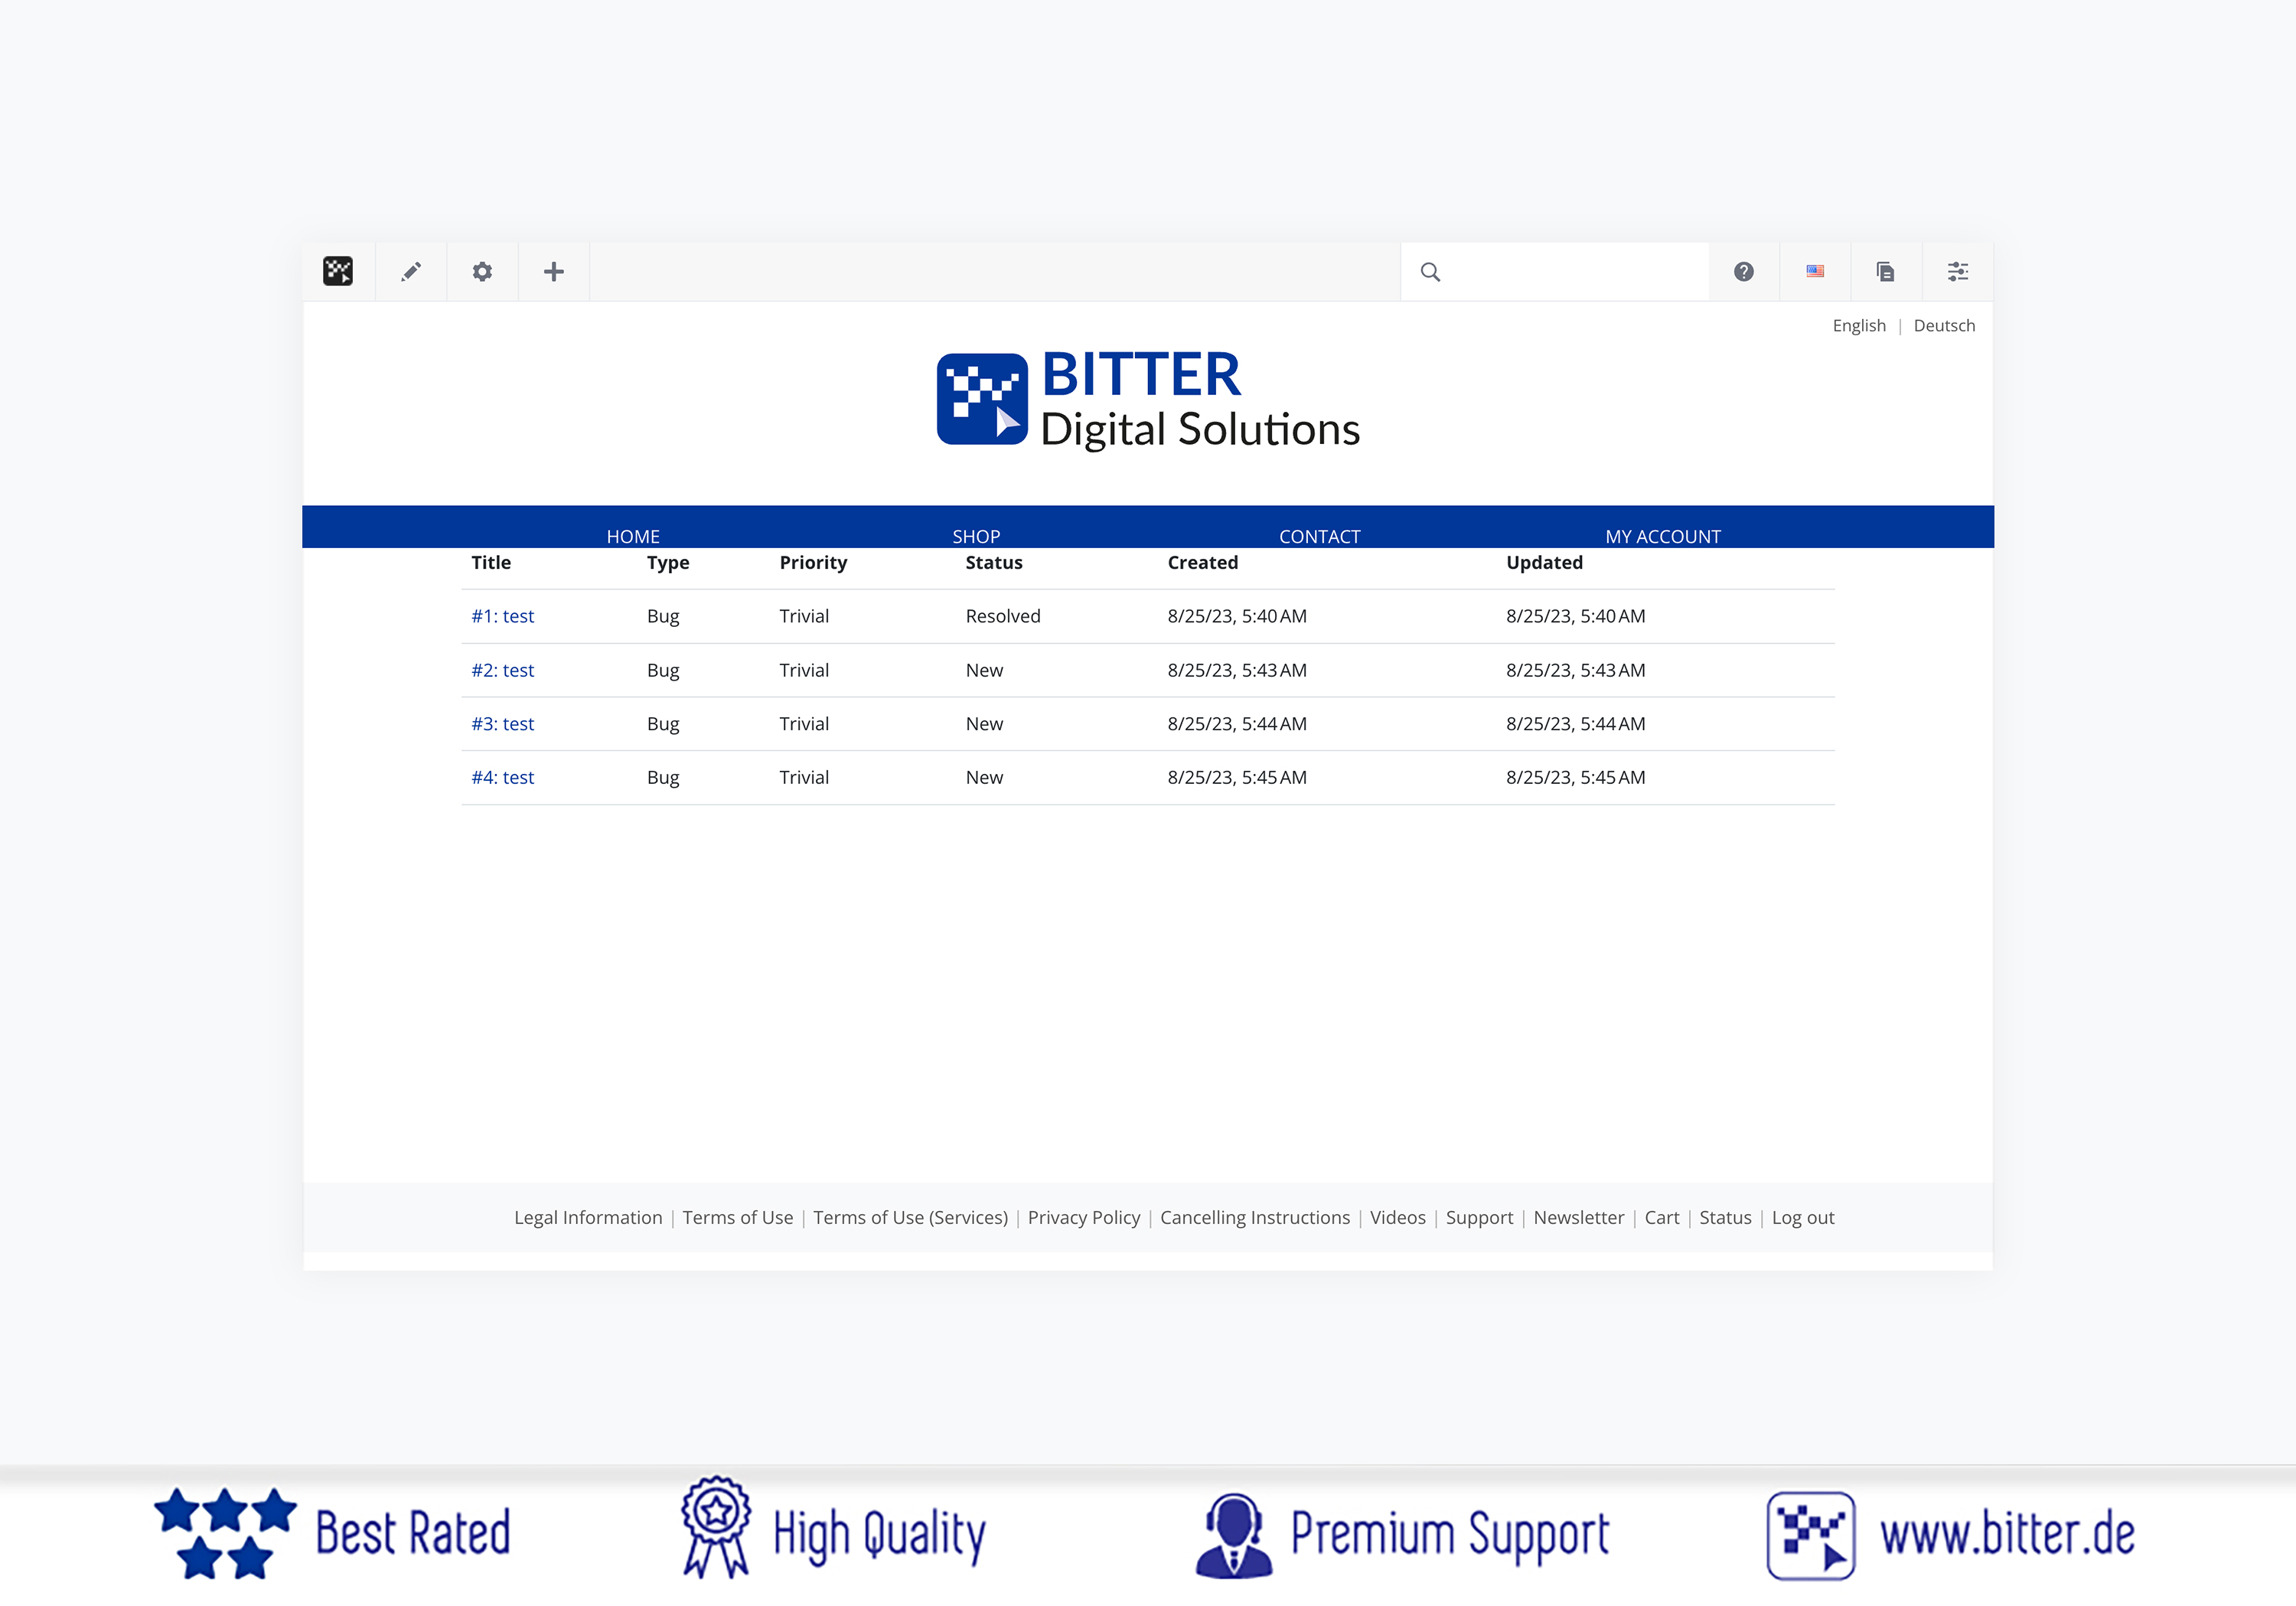 English | Deutsch
BITTER
Digital Solutions
HOME SHOP CONTACT MY ACCOUNT
Title Type Priority Status Created Updated
#1: test Bug Trivial Resolved 8/25/23, 5:40 AM 8/25/23, 5:40 AM
#2: test Bug Trivial New 8/25/23, 5:43 AM 8/25/23, 5:43 AM
#3: test Bug Trivial New 8/25/23, 5:44 AM 8/25/23, 5:44 AM
#4: test Bug Trivial New 8/25/23, 5:45 AM 8/25/23, 5:45 AM
Legal Information | Terms of Use | Terms of Use (Services) | Privacy Policy | Cancelling Instructions | Videos | Support | Newsletter | Cart | Status | Log out
Best Rated High Quality Premium Support www.bitter.de